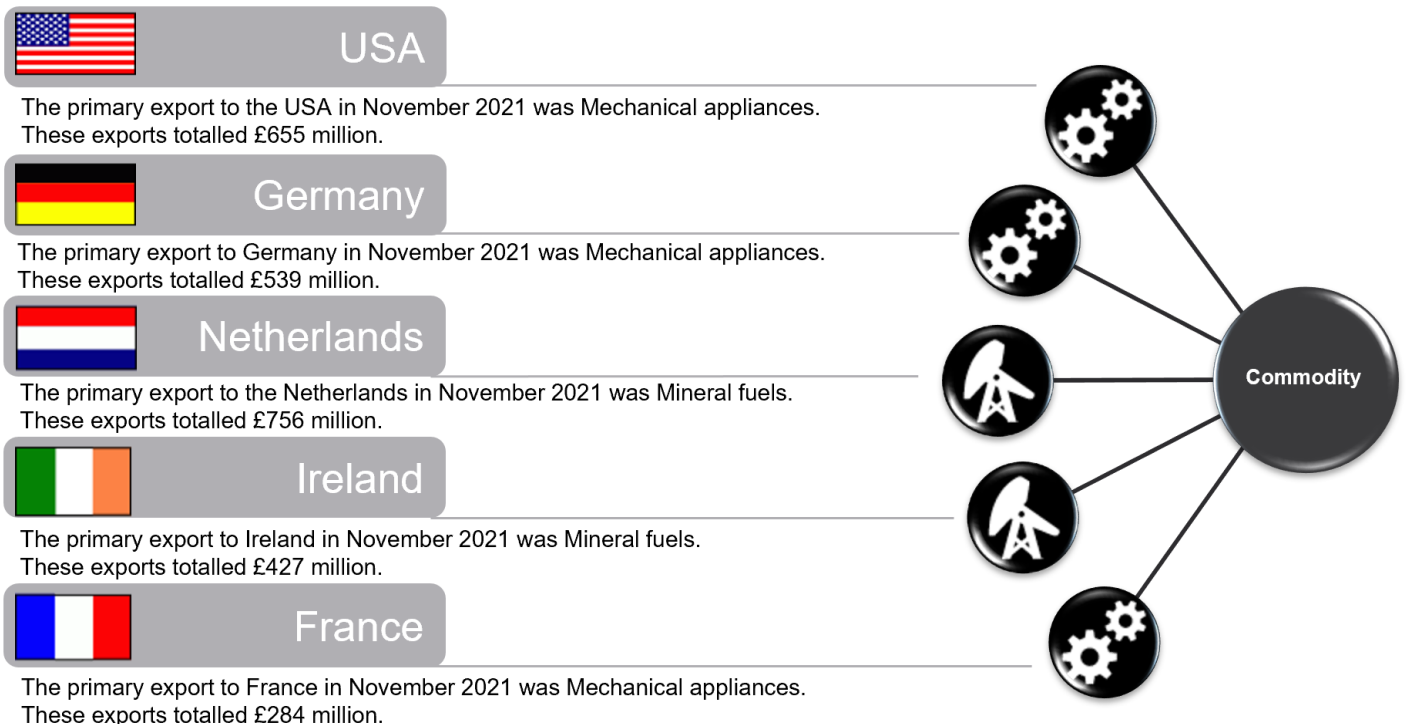 USA
The primary export to the USA in November 2021 was Mechanical appliances.
These exports totalled £655 million.
Germany
The primary export to Germany in November 2021 was Mechanical appliances.
These exports totalled £539 million.
Netherlands
The primary export to the Netherlands in November 2021 was Mineral fuels.
These exports totalled £756 million.
Ireland
The primary export to Ireland in November 2021 was Mineral fuels.
These exports totalled £427 million.
France
The primary export to France in November 2021 was Mechanical appliances.
These exports totalled £284 million.
Commodity